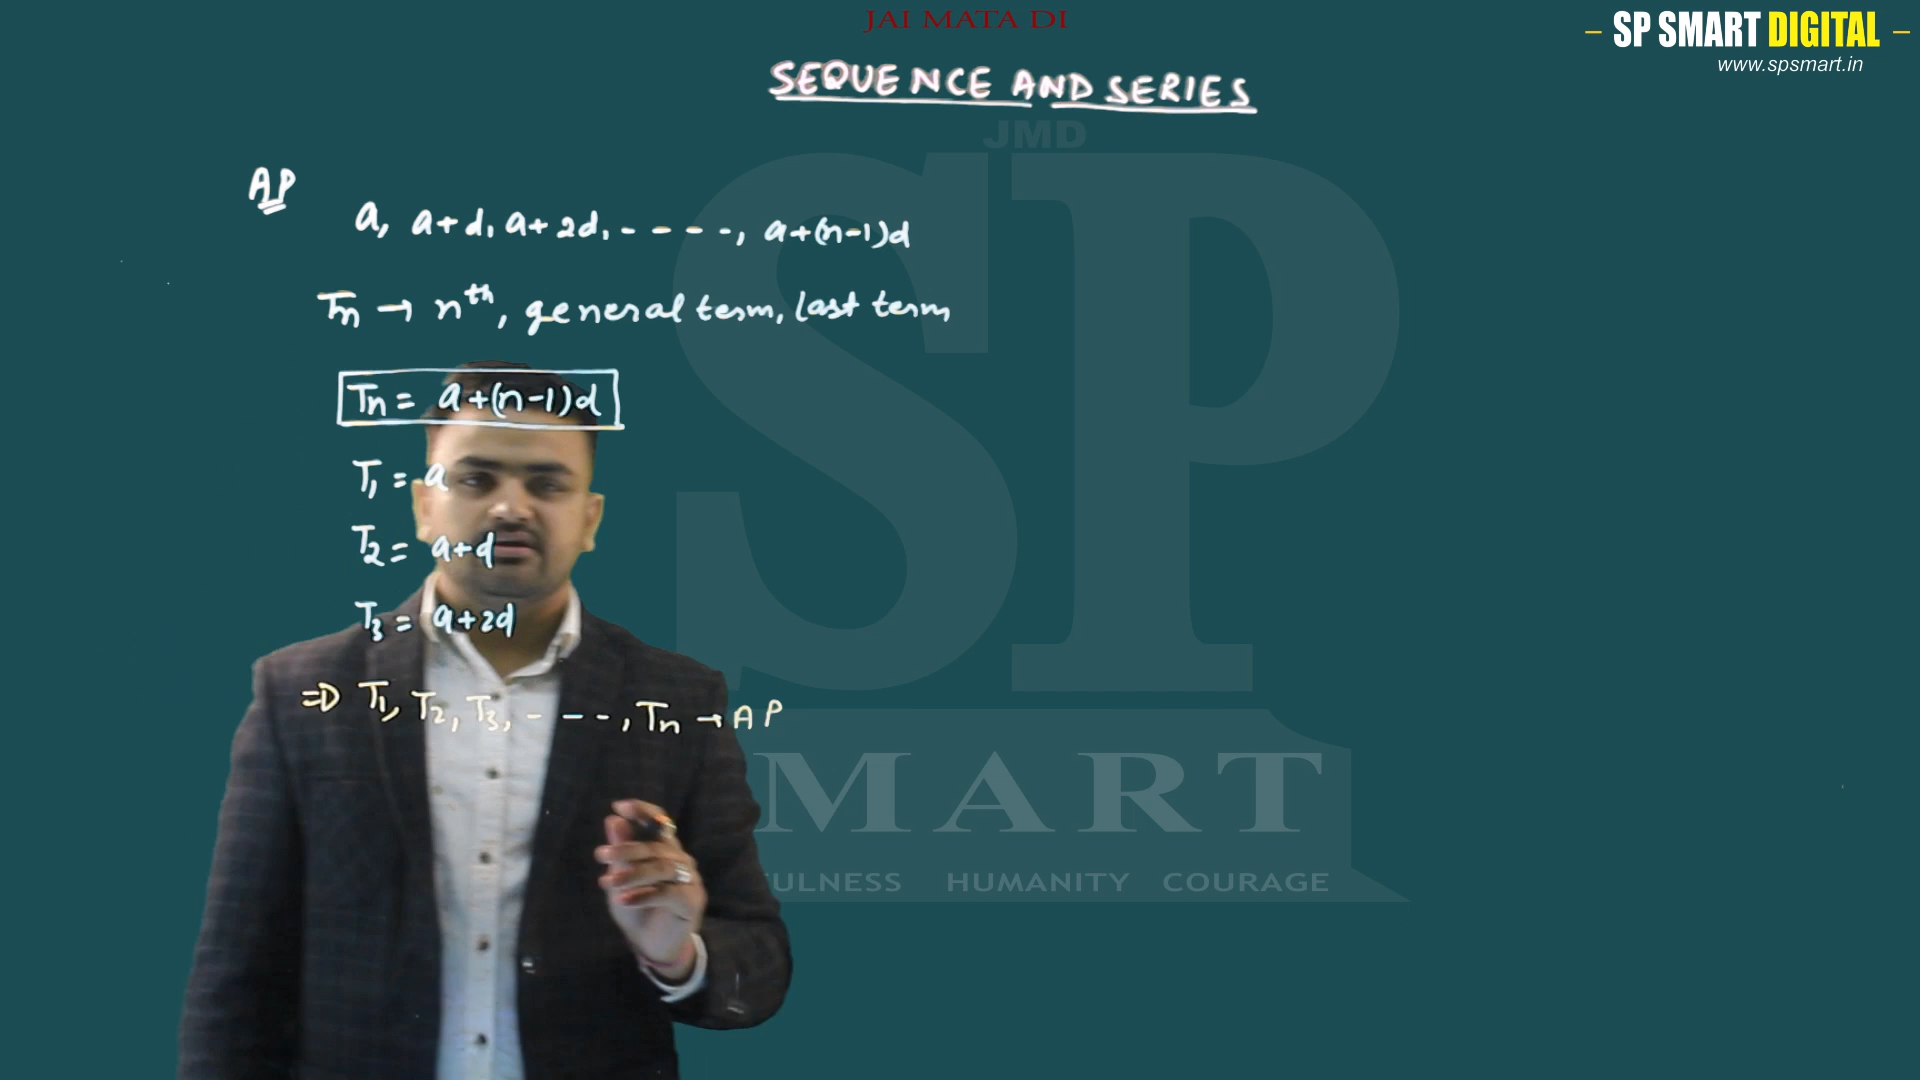 JAI MATA DI
SP SMART DIGITAL
www.spsmart.in
SEQUENCE AND SERIES
JMD
AP
a, a+d, a+2d, - - - - -, a+(n-1)d
Tn → nth, general term, last term
Tn = a+(n-1)d
T1 = a
T2 = a+d
T3 = a+2d
⇒ T1, T2, T3, - - - -, Tn → AP
SP
MART
ULNESS HUMANITY COURAGE